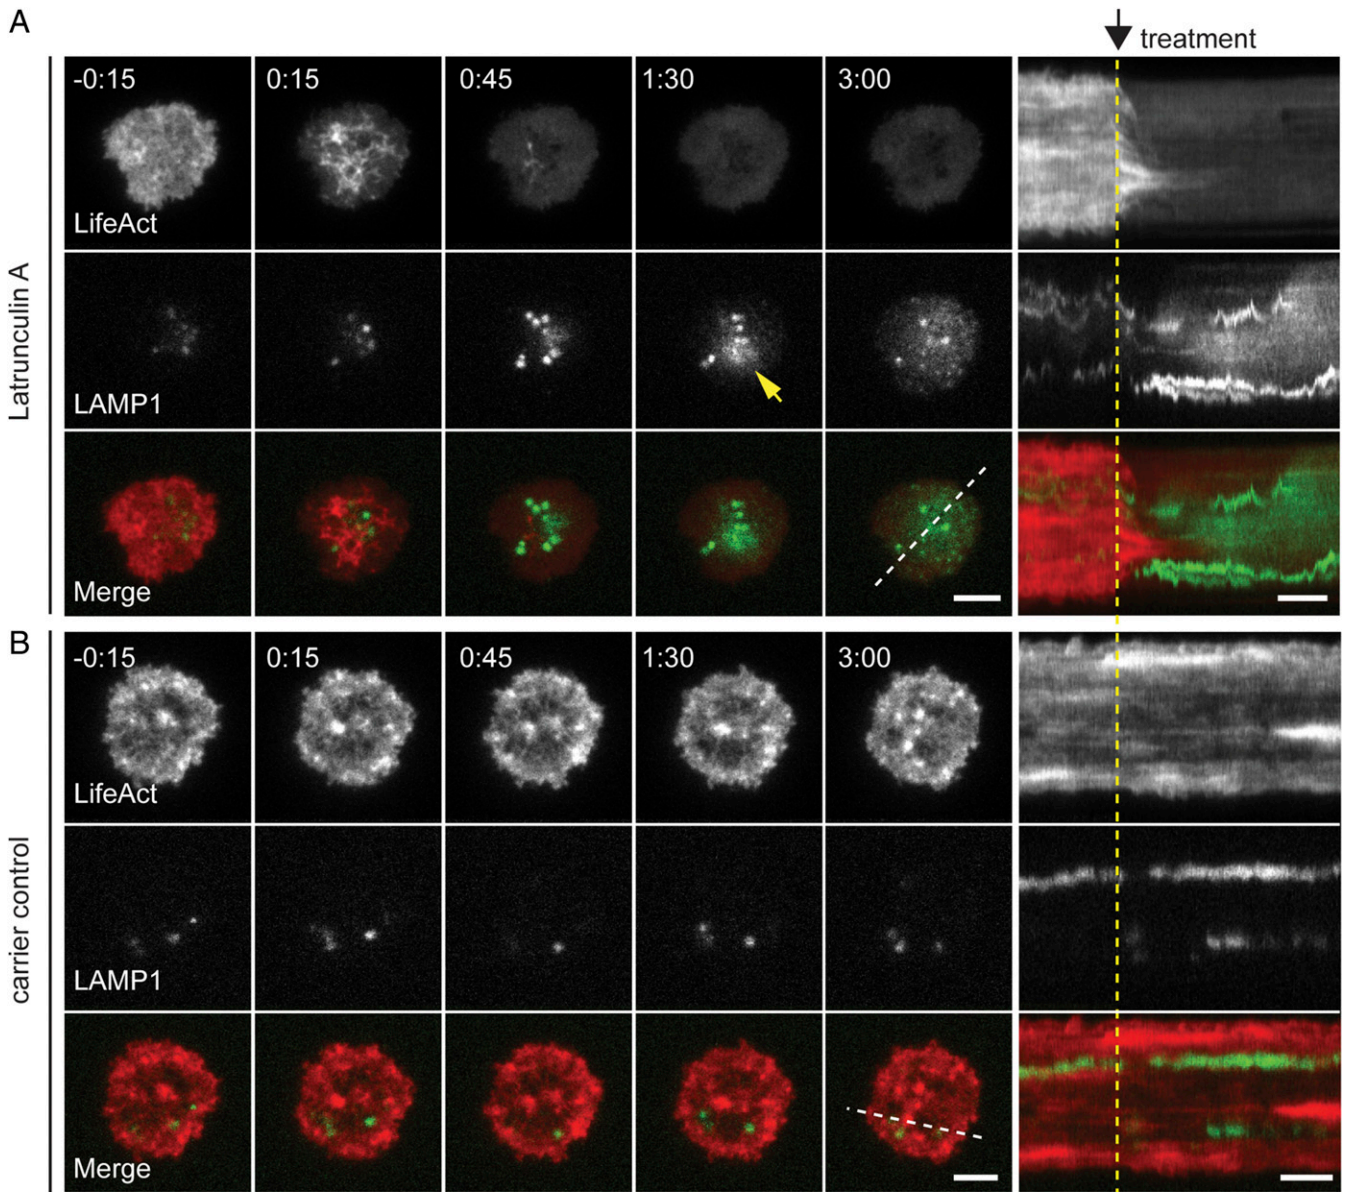 A
treatment
Latrunculin A
-0:15 0:15 0:45 1:30 3:00
LifeAct
LAMP1
Merge
B
carrier control
-0:15 0:15 0:45 1:30 3:00
LifeAct
LAMP1
Merge